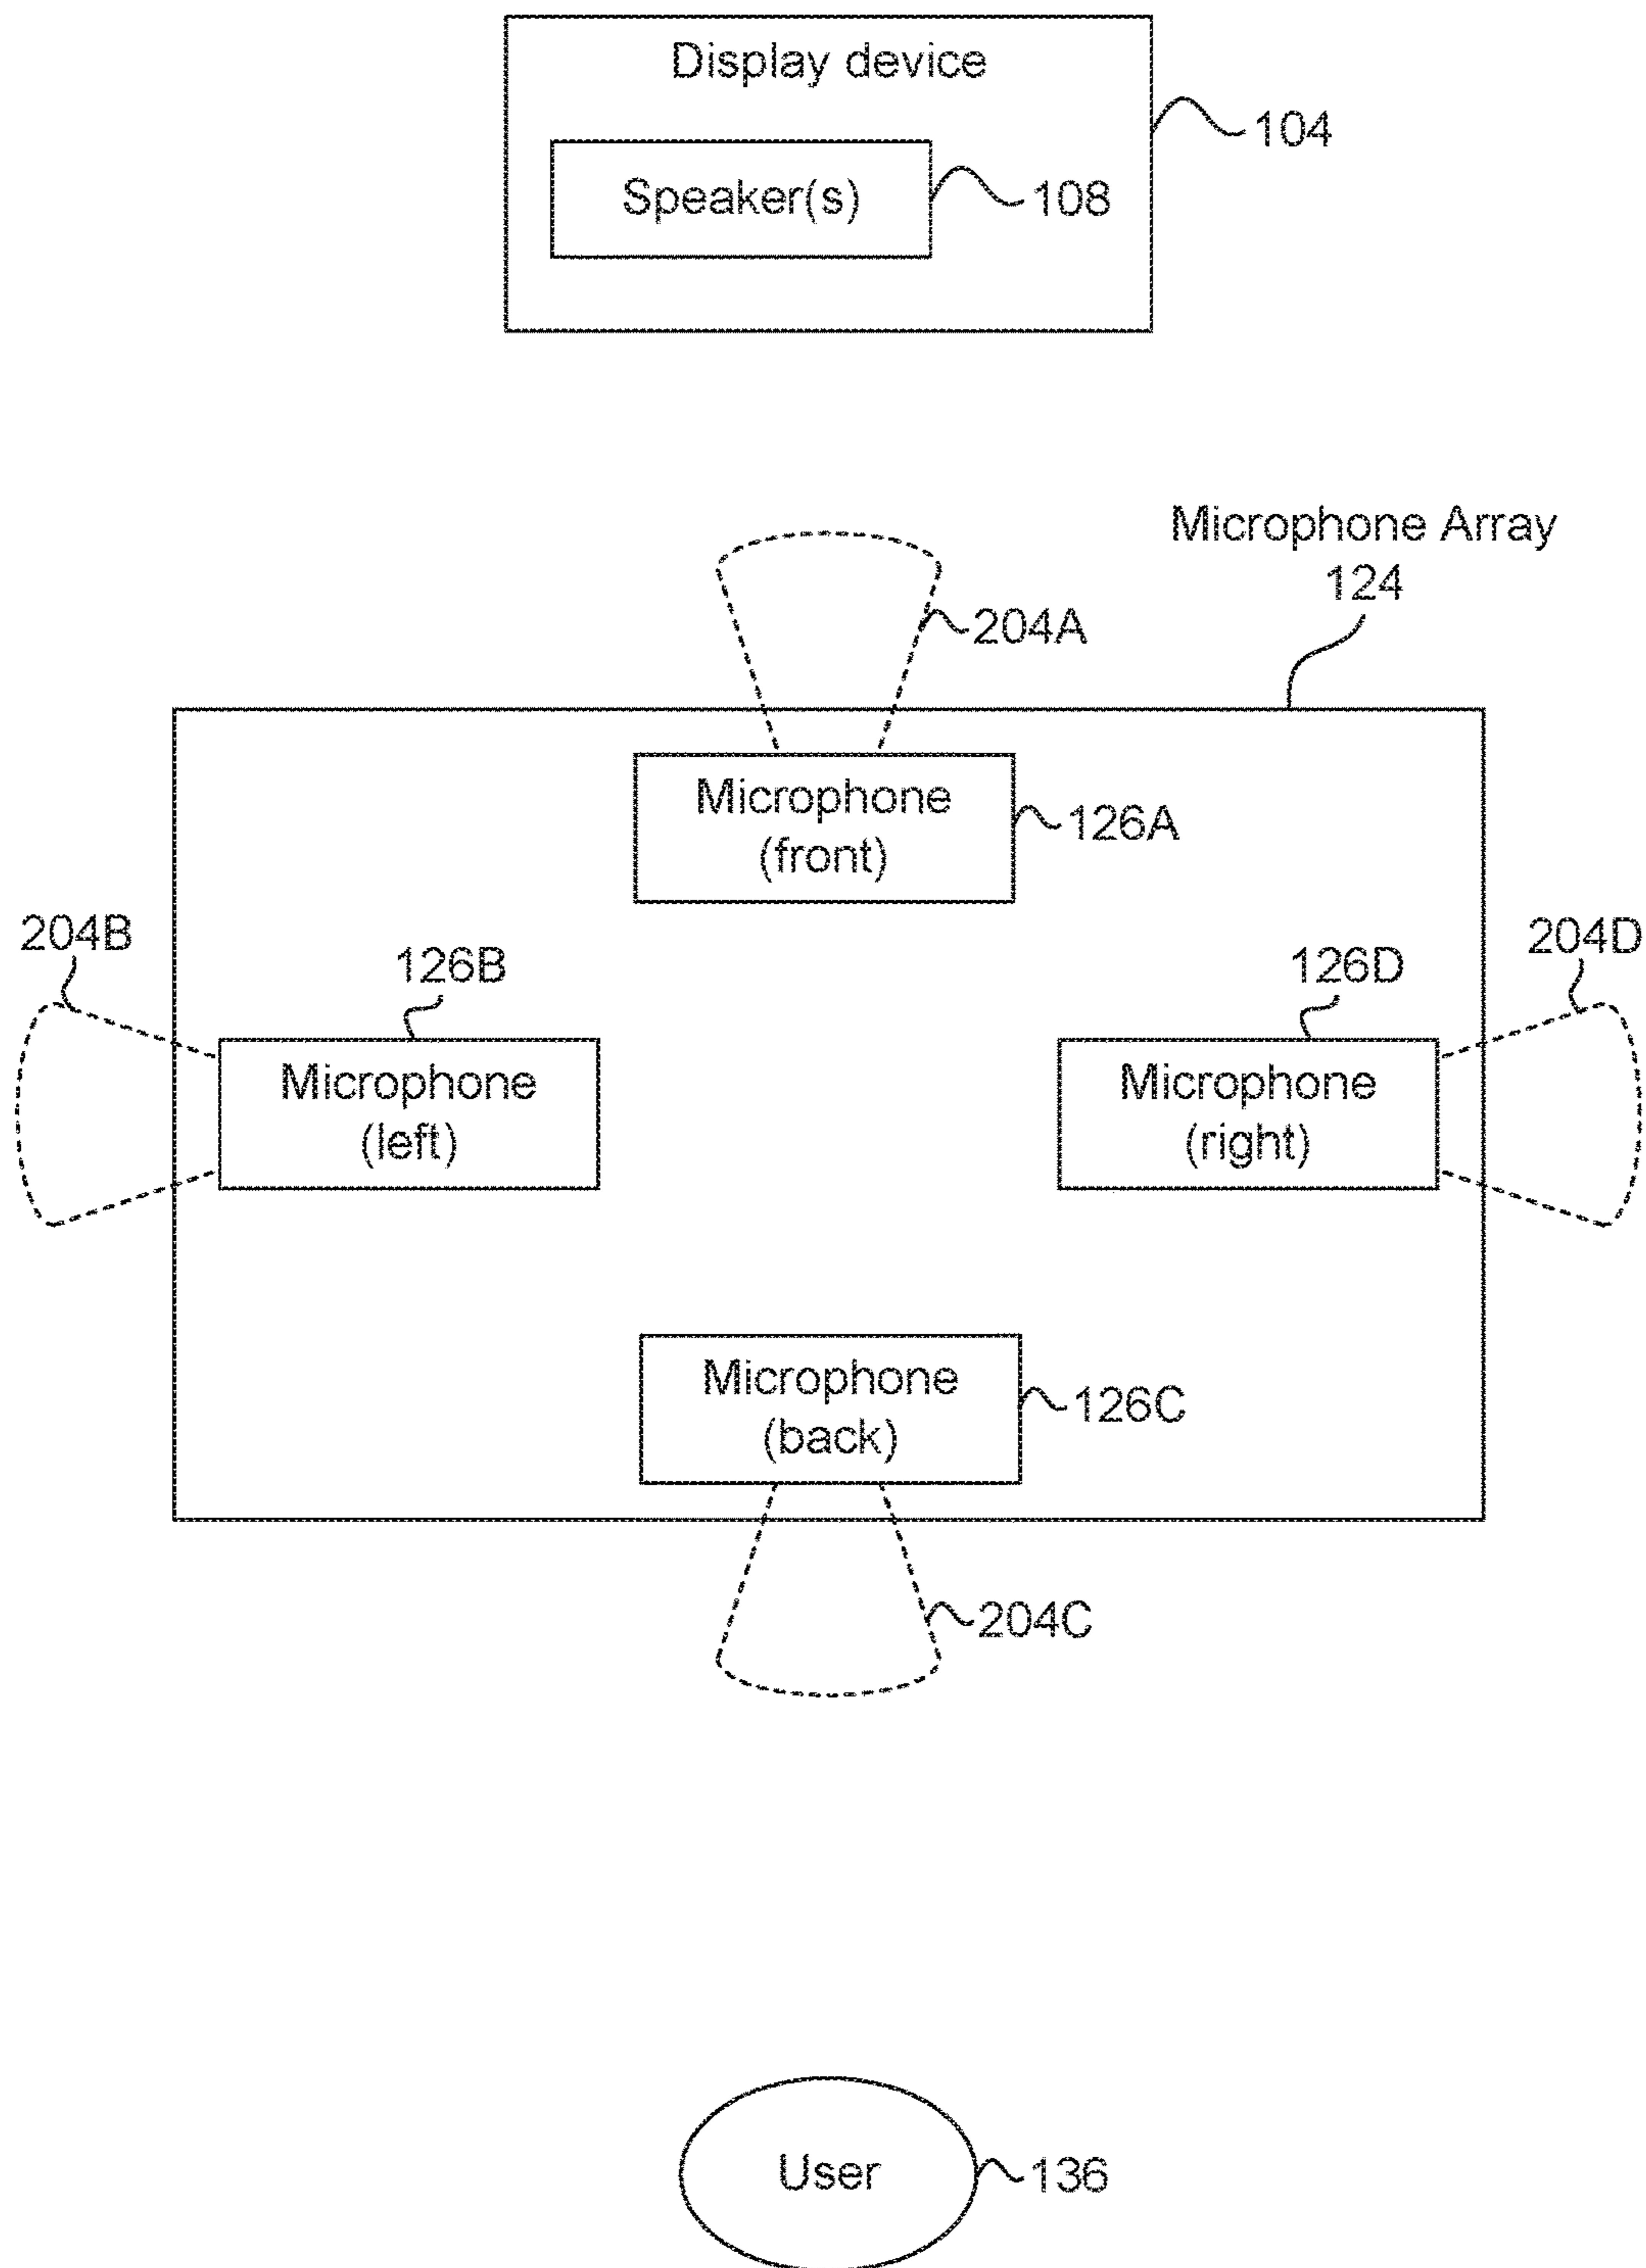 Display device
104
Speaker(s)
108
Microphone Array
124
204A
Microphone
(front)
126A
204B
126B
126D
204D
Microphone
(left)
Microphone
(right)
Microphone
(back)
126C
204C
User
136